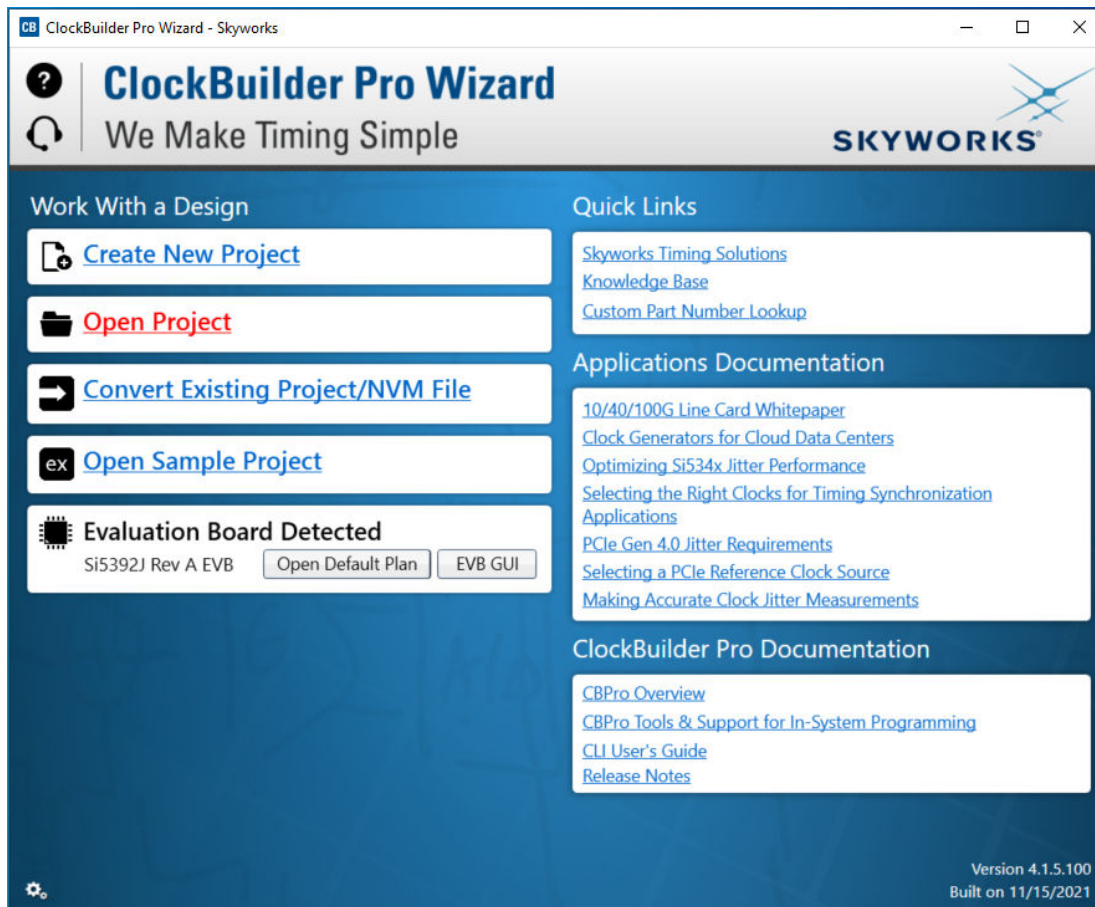 CB ClockBuilder Pro Wizard - Skyworks
? ClockBuilder Pro Wizard
We Make Timing Simple
SKYWORKS®
Work With a Design
Create New Project
Open Project
Convert Existing Project/NVM File
ex Open Sample Project
Evaluation Board Detected
Si5392J Rev A EVB Open Default Plan EVB GUI
Quick Links
Skyworks Timing Solutions
Knowledge Base
Custom Part Number Lookup
Applications Documentation
10/40/100G Line Card Whitepaper
Clock Generators for Cloud Data Centers
Optimizing Si534x Jitter Performance
Selecting the Right Clocks for Timing Synchronization
Applications
PCIe Gen 4.0 Jitter Requirements
Selecting a PCIe Reference Clock Source
Making Accurate Clock Jitter Measurements
ClockBuilder Pro Documentation
CBPro Overview
CBPro Tools & Support for In-System Programming
CLI User's Guide
Release Notes
Version 4.1.5.100
Built on 11/15/2021